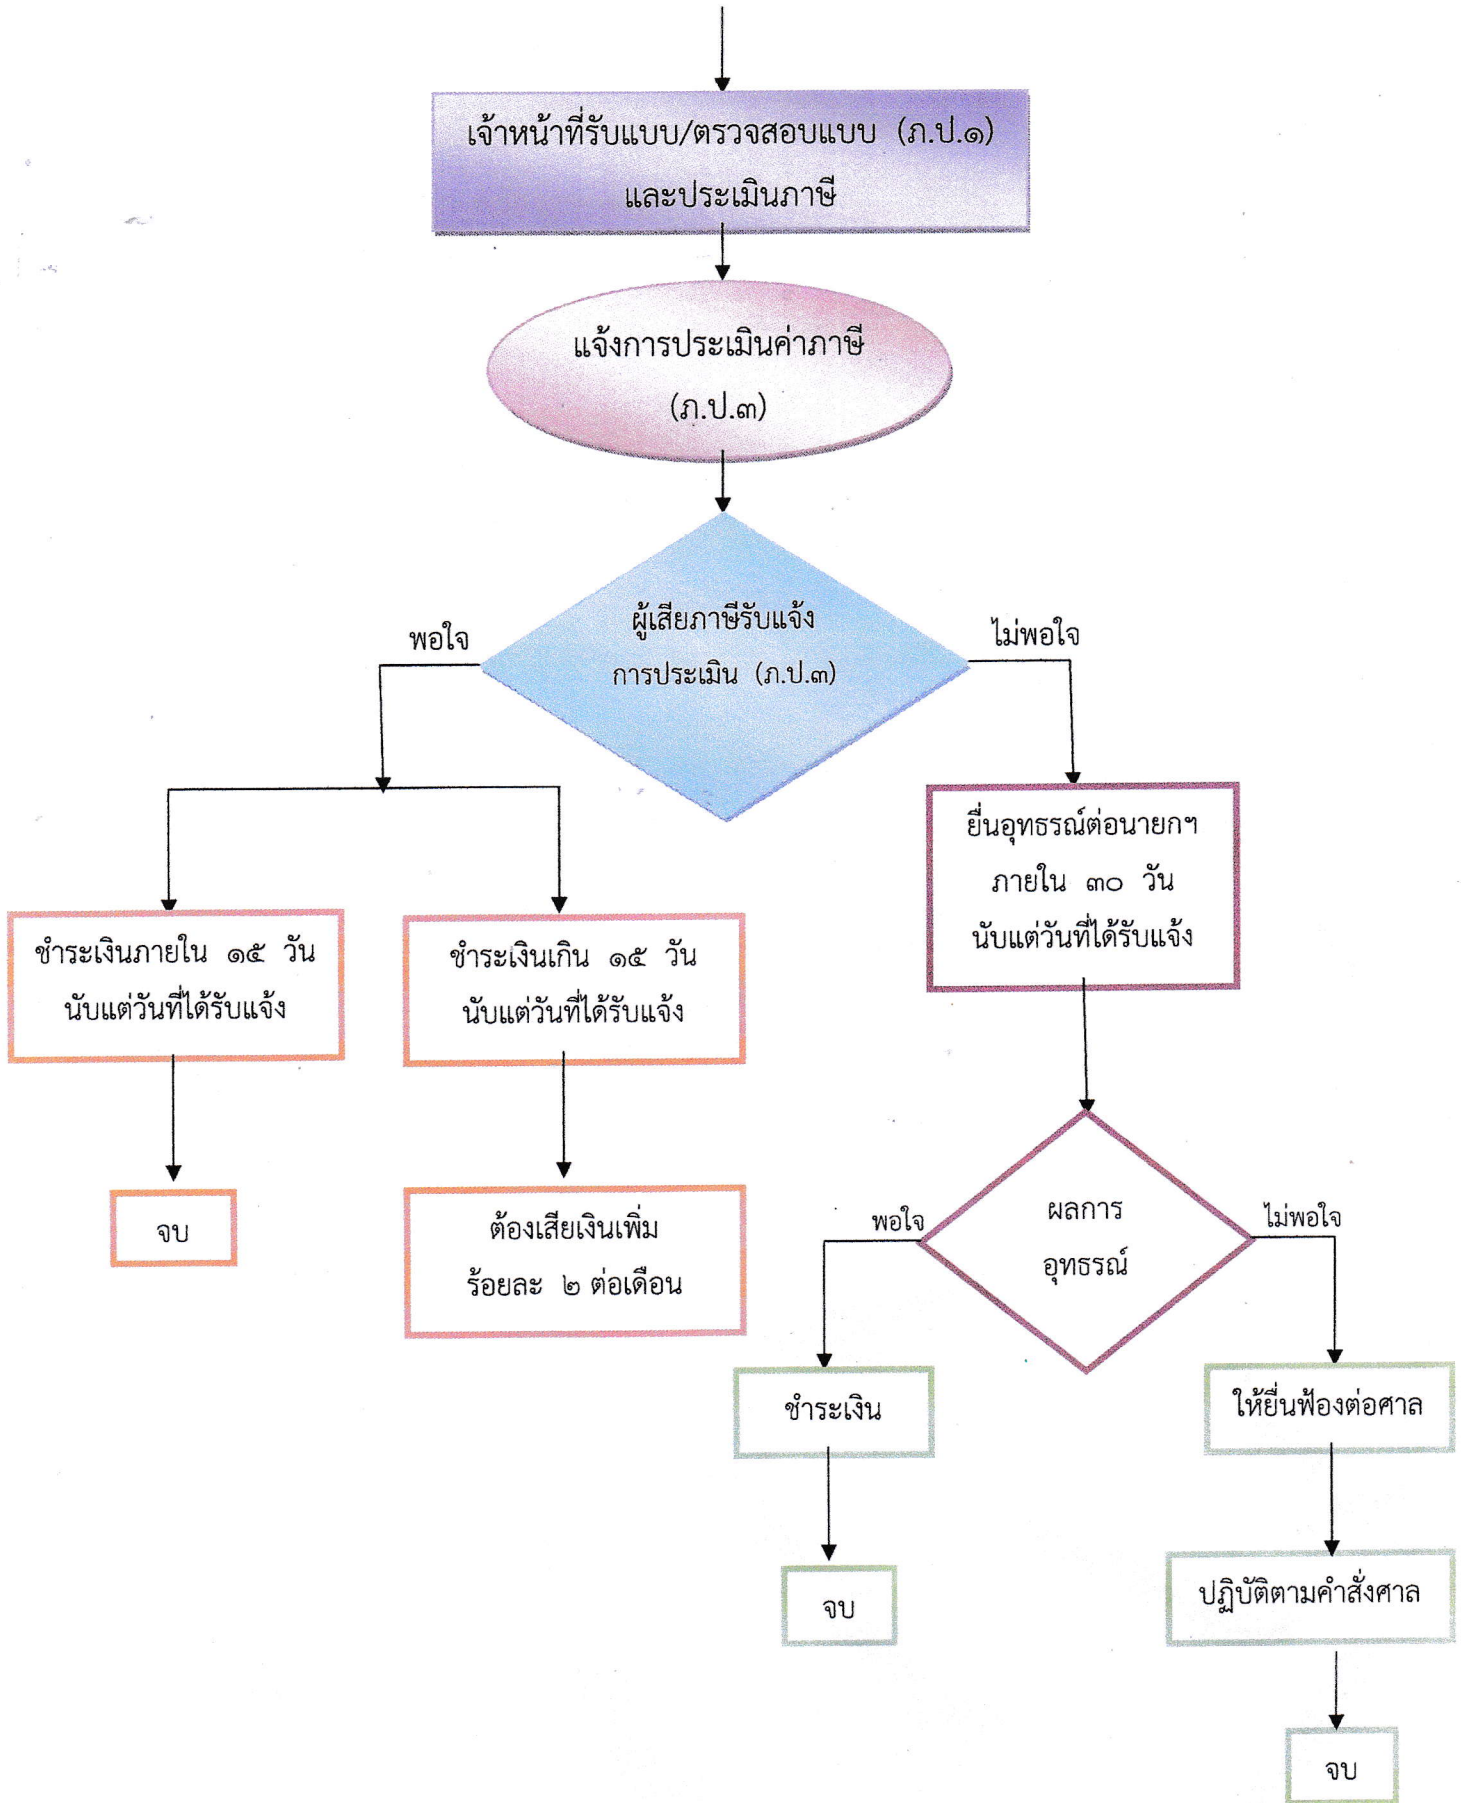 เจ้าหน้าที่รับแบบ/ตรวจสอบแบบ (ภ.ป.๑)
และประเมินภาษี
แจ้งการประเมินค่าภาษี
(ภ.ป.๓)
ผู้เสียภาษีรับแจ้ง
การประเมิน (ภ.ป.๓)
พอใจ
ไม่พอใจ
ชำระเงินภายใน ๑๕ วัน
นับแต่วันที่ได้รับแจ้ง
จบ
ชำระเงินเกิน ๑๕ วัน
นับแต่วันที่ได้รับแจ้ง
ต้องเสียเงินเพิ่ม
ร้อยละ ๒ ต่อเดือน
ยื่นอุทธรณ์ต่อนายกฯ
ภายใน ๓๐ วัน
นับแต่วันที่ได้รับแจ้ง
ผลการ
อุทธรณ์
พอใจ
ไม่พอใจ
ชำระเงิน
จบ
ให้ยื่นฟ้องต่อศาล
ปฏิบัติตามคำสั่งศาล
จบ